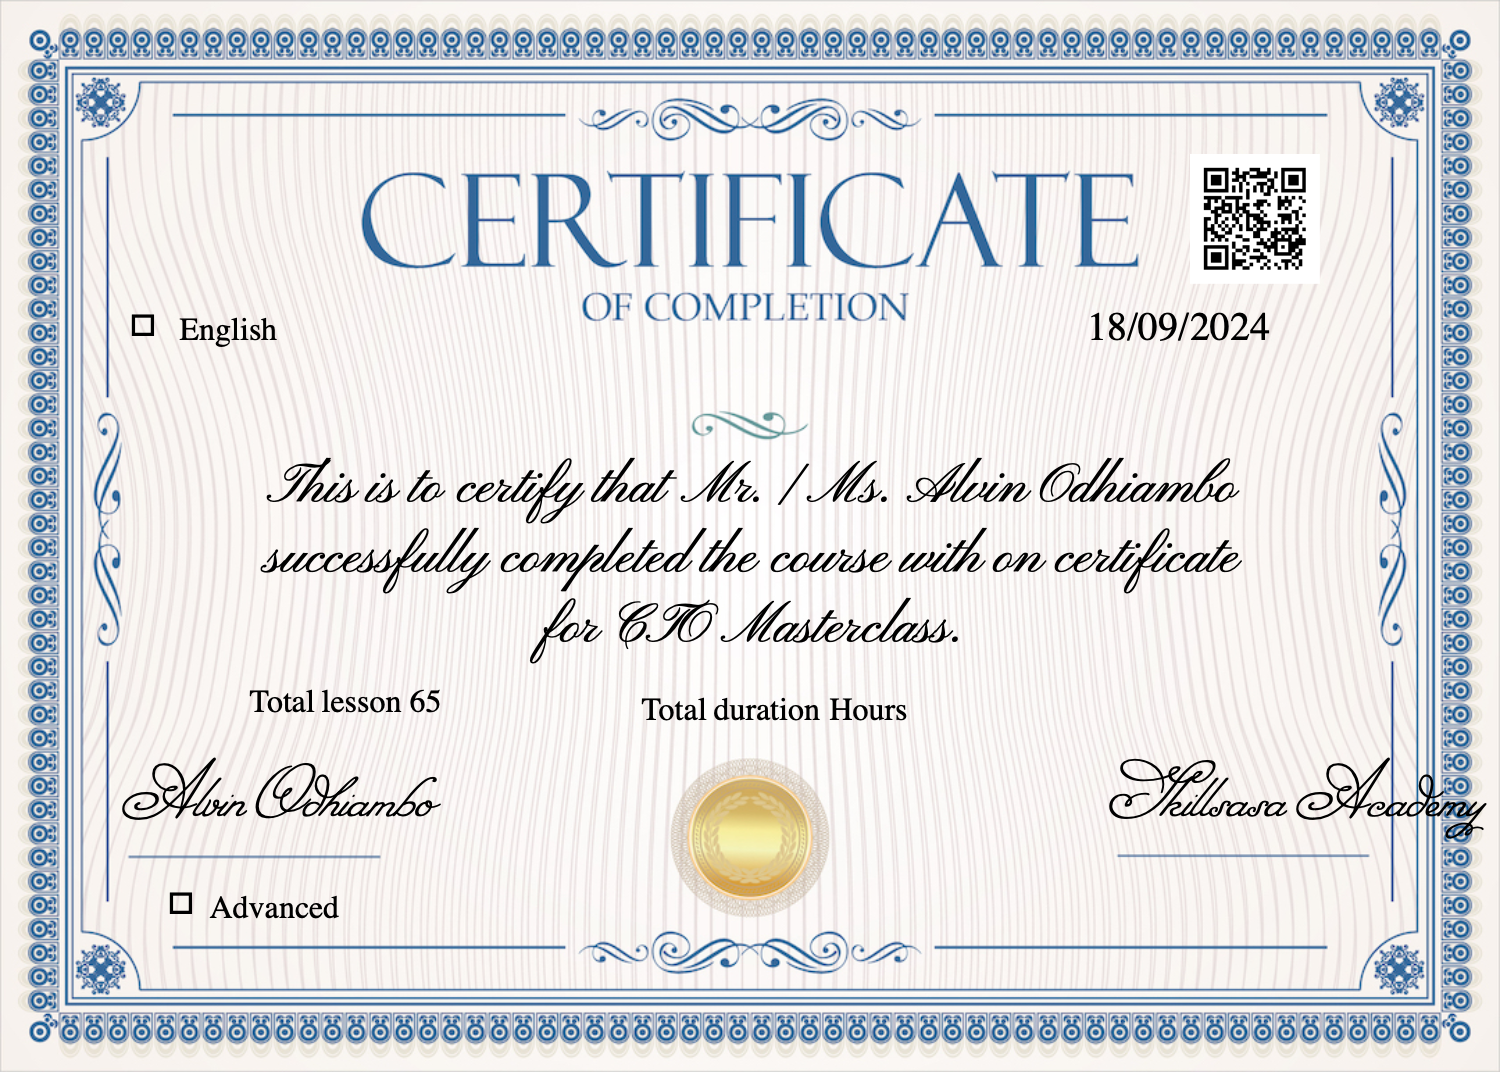 CERTIFICATE
OF COMPLETION
☐ English
18/09/2024
This is to certify that Mr. / Ms. Alvin Odhiambo
successfully completed the course with on certificate
for CTO Masterclass.
Total lesson 65
Total duration Hours
Alvin Odhiambo
Skillsasa Academy
☐ Advanced